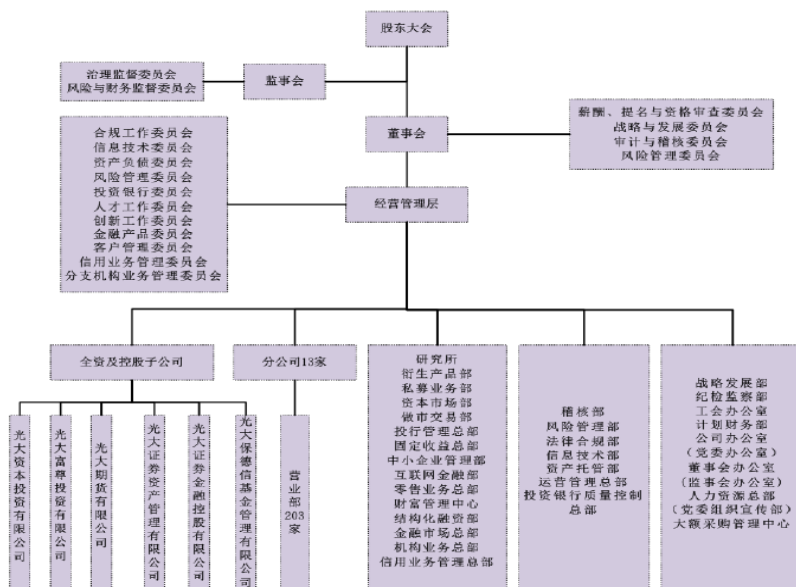 股东大会
治理监督委员会
风险与财务监督委员会
监事会
董事会
薪酬、提名与资格审查委员会
战略与发展委员会
审计与稽核委员会
风险管理委员会
合规工作委员会
信息技术委员会
资产负债委员会
风险管理委员会
投资银行委员会
人才工作委员会
创新工作委员会
金融产品委员会
客户管理委员会
信用业务管理委员会
分支机构业务管理委员会
经营管理层
全资及控股子公司
分公司13家
光大资本投资有限公司
光大富尊投资有限公司
光大期货有限公司
光大证券资产管理有限公司
光大证券金融控股有限公司
光大保德信基金管理有限公司
营业部203家
研究所
衍生产品部
私募业务部
资本市场部
做市交易部
投行管理总部
固定收益总部
中小企业管理部
互联网金融部
零售业务总部
财富管理中心
结构化融资部
金融市场总部
机构业务总部
信用业务管理总部
稽核部
风险管理部
法律合规部
信息技术部
资产托管部
运营管理总部
投资银行质量控制
总部
战略发展部
纪检监察部
工会办公室
计划财务部
公司办公室
（党委办公室）
董事会办公室
（监事会办公室）
人力资源总部
（党委组织宣传部）
大额采购管理中心